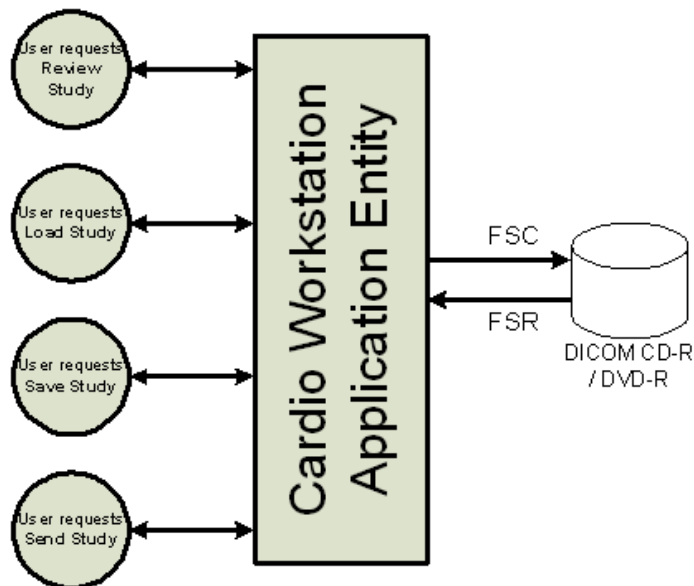 User requests
Review
Study
User requests
Load Study
User requests
Save Study
User requests
Send Study
Cardio Workstation
Application Entity
FSC
FSR
DICOM CD-R
/ DVD-R